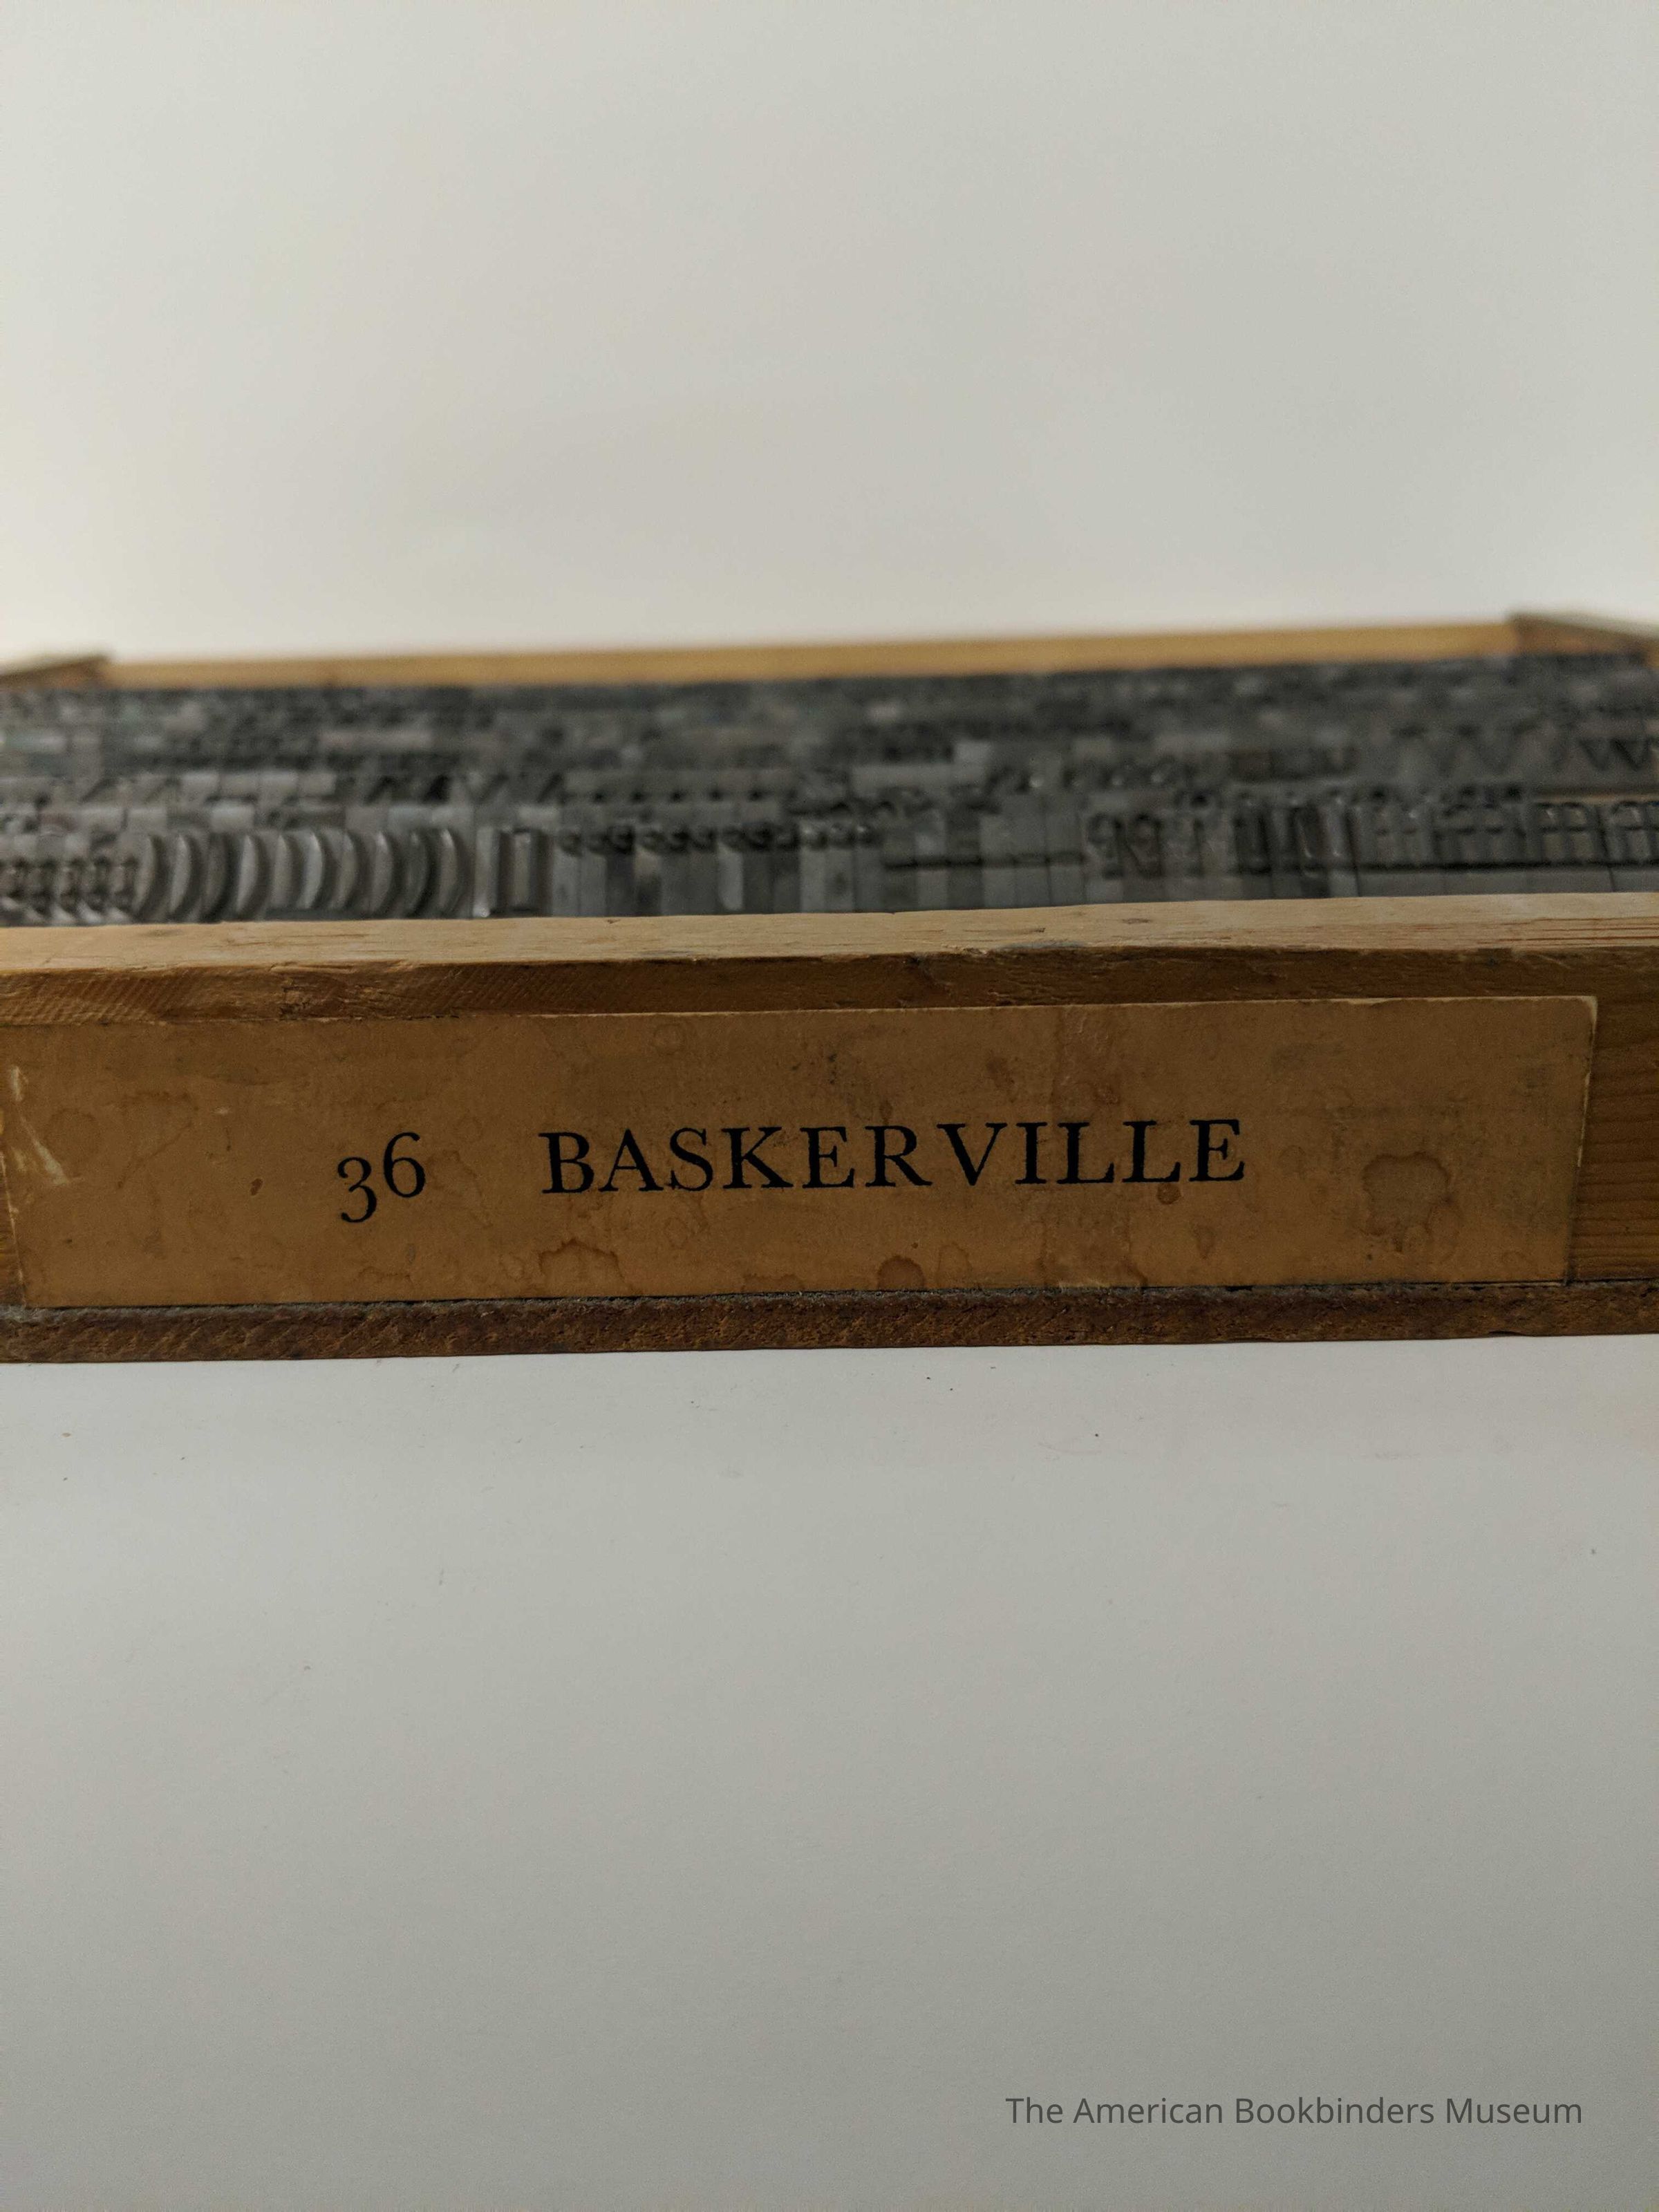 36 BASKERVILLE
The American Bookbinders Museum